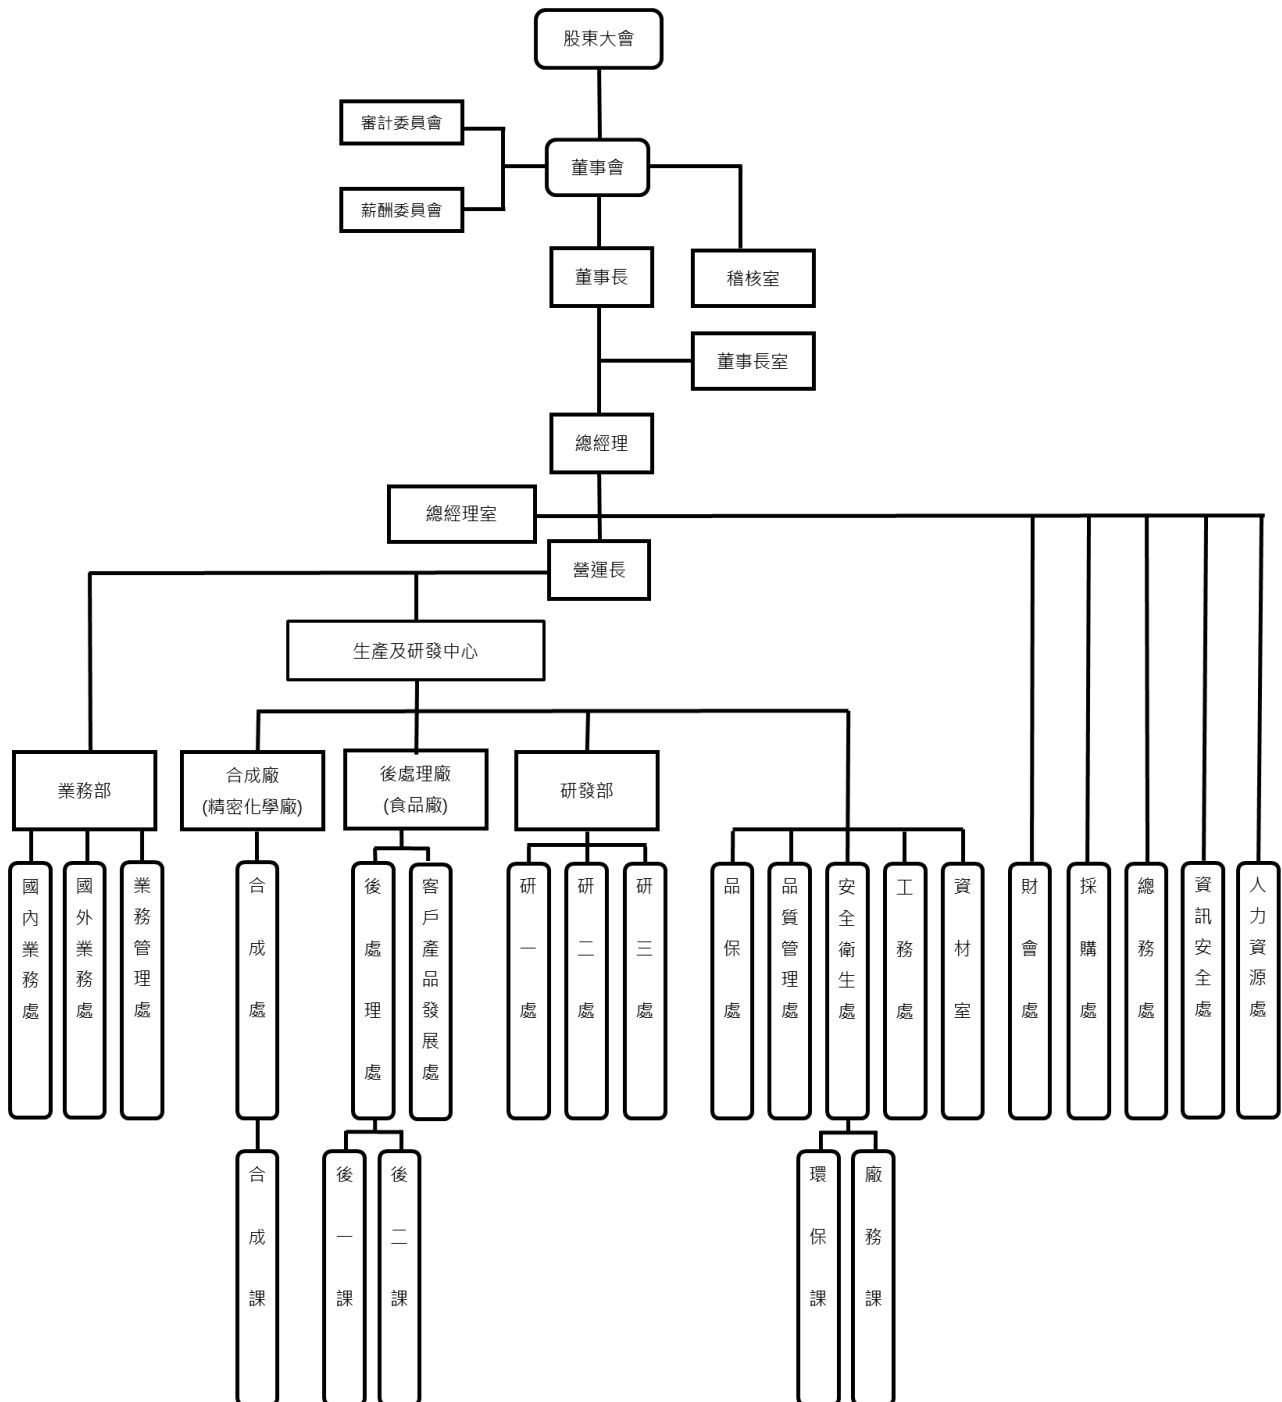 股東大會
審計委員會
董事會
薪酬委員會
董事長
稽核室
董事長室
總經理
總經理室
營運長
生產及研發中心
業務部
合成廠
(精密化學廠)
後處理廠
(食品廠)
研發部
國內業務處
國外業務處
業務管理處
合成處
後處理處
客戶產品發展處
研一處
研二處
研三處
品保處
品質管理處
安全衛生處
工務處
資材室
財會處
採購處
總務處
資訊安全處
人力資源處
合成課
後一課
後二課
環保課
廠務課